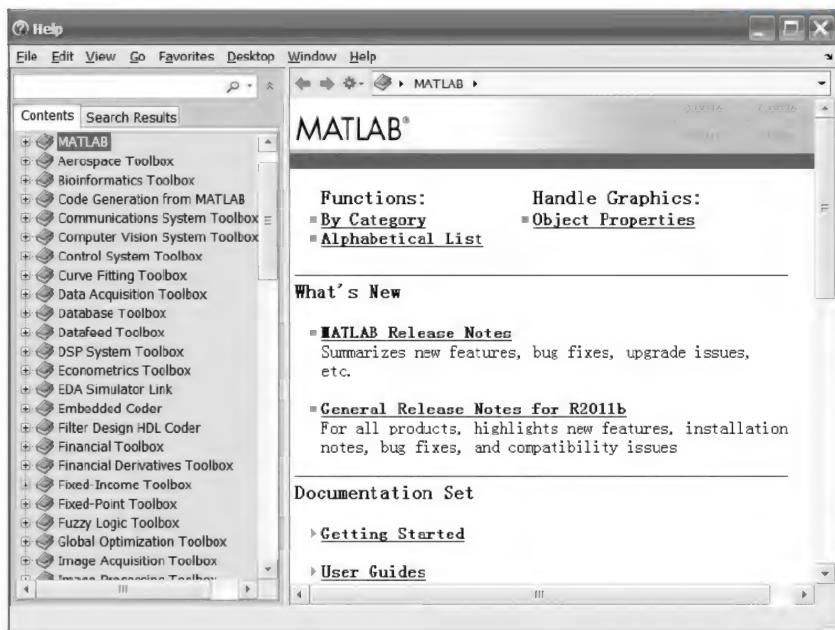 Help
File Edit View Go Favorites Desktop Window Help
MATLAB
Contents Search Results
MATLAB
Aerospace Toolbox
Bioinformatics Toolbox
Code Generation from MATLAB
Communications System Toolbox
Computer Vision System Toolbox
Control System Toolbox
Curve Fitting Toolbox
Data Acquisition Toolbox
Database Toolbox
Datafeed Toolbox
DSP System Toolbox
Econometrics Toolbox
EDA Simulator Link
Embedded Coder
Filter Design HDL Coder
Financial Toolbox
Financial Derivatives Toolbox
Fixed-Income Toolbox
Fixed-Point Toolbox
Fuzzy Logic Toolbox
Global Optimization Toolbox
Image Acquisition Toolbox
Image Processing Toolbox
MATLAB®
Functions:
By Category
Alphabetical List
Handle Graphics:
Object Properties
What's New
MATLAB Release Notes
Summarizes new features, bug fixes, upgrade issues,
etc.
General Release Notes for R2011b
For all products, highlights new features, installation
notes, bug fixes, and compatibility issues
Documentation Set
Getting Started
User Guides